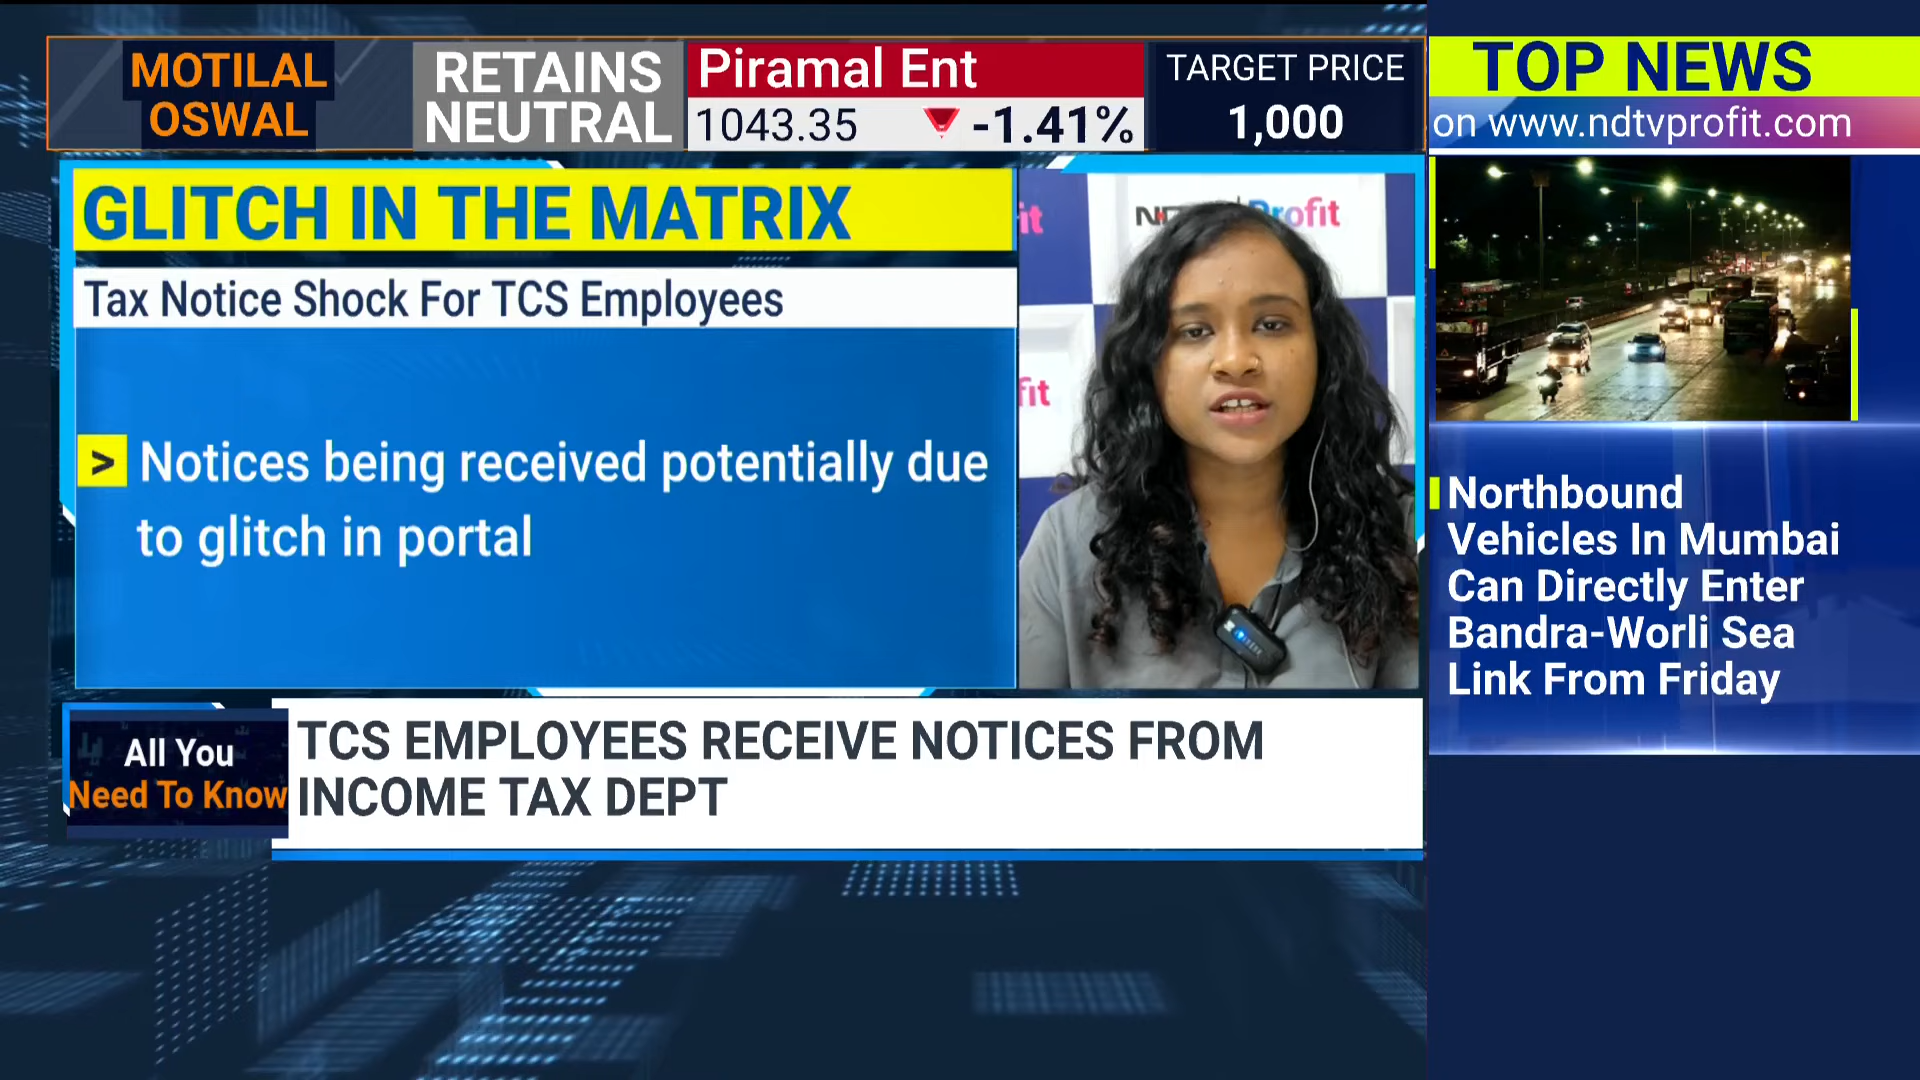 MOTILAL
OSWAL
RETAINS
NEUTRAL
Piramal Ent
1043.35 -1.41%
TARGET PRICE
1,000
TOP NEWS
on www.ndtvprofit.com
GLITCH IN THE MATRIX
Tax Notice Shock For TCS Employees
> Notices being received potentially due
to glitch in portal
Profit
Northbound
Vehicles In Mumbai
Can Directly Enter
Bandra-Worli Sea
Link From Friday
All You
Need To Know
TCS EMPLOYEES RECEIVE NOTICES FROM
INCOME TAX DEPT